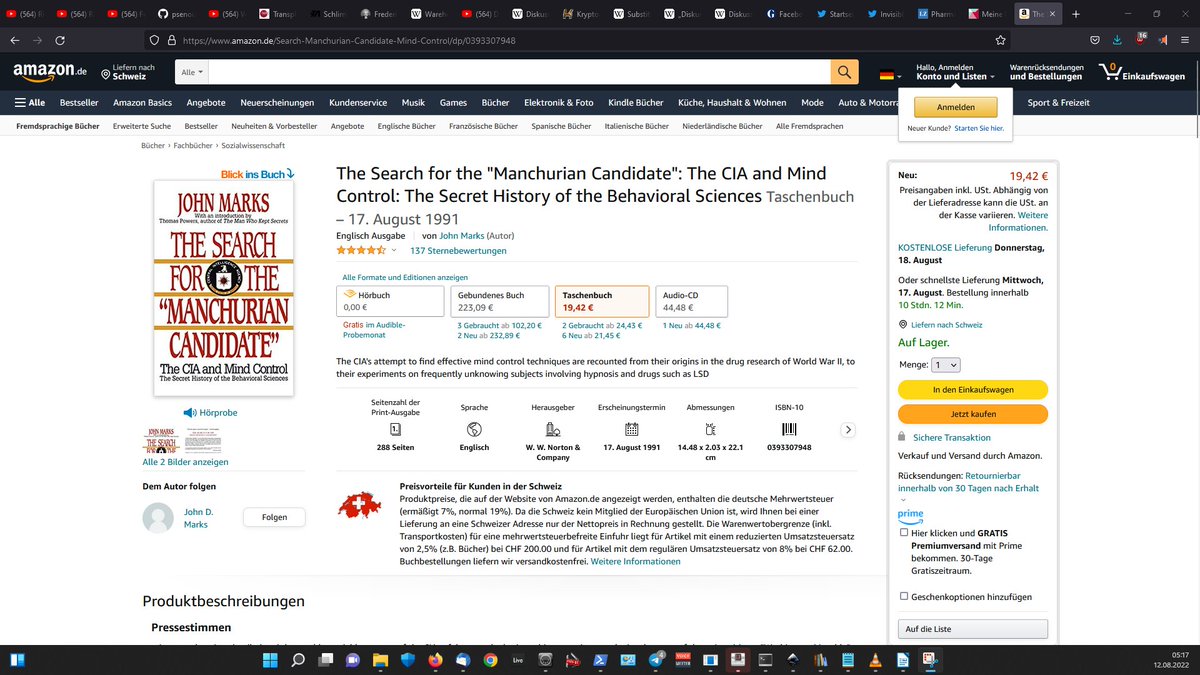 (564) Ri
(564) R
(564) R
psenou
(564) W
Transpl
Schlim
Freder
Wareh
(564) D
Diskus
Krypto
Substit
„Disku
Diskus
Faceb
Startse
Invisibl
Pharm
Meine
The
https://www.amazon.de/Search-Manchurian-Candidate-Mind-Control/dp/0393307948
16
amazon.de
Liefern nach
Schweiz
Alle
Hallo, Anmelden
Konto und Listen
Warenrücksendungen
und Bestellungen
0
Einkaufswagen
Alle
Bestseller
Amazon Basics
Angebote
Neuerscheinungen
Kundenservice
Musik
Games
Bücher
Elektronik & Foto
Kindle Bücher
Küche, Haushalt & Wohnen
Mode
Auto & Motorra
Sport & Freizeit
Anmelden
Neuer Kunde? Starten Sie hier.
Fremdsprachige Bücher
Erweiterte Suche
Bestseller
Neuheiten & Vorbesteller
Angebote
Englische Bücher
Französische Bücher
Spanische Bücher
Italienische Bücher
Niederländische Bücher
Alle Fremdsprachen
Bücher › Fachbücher › Sozialwissenschaft
Blick ins Buch
JOHN MARKS
With an introduction by
Thomas Powers, author of The Man Who Kept Secrets
THE SEARCH
FOR THE
"MANCHURIAN
CANDIDATE"
The CIA and Mind Control
The Secret History of the Behavioral Sciences
Hörprobe
Alle 2 Bilder anzeigen
Dem Autor folgen
John D.
Marks
Folgen
The Search for the "Manchurian Candidate": The CIA and Mind
Control: The Secret History of the Behavioral Sciences Taschenbuch
– 17. August 1991
Englisch Ausgabe
von John Marks (Autor)
137 Sternebewertungen
Alle Formate und Editionen anzeigen
Hörbuch
0,00 €
Gebundenes Buch
223,09 €
Taschenbuch
19,42 €
Audio-CD
44,48 €
Gratis im Audible-
Probemonat
3 Gebraucht ab 102,20 €
2 Neu ab 232,89 €
2 Gebraucht ab 24,43 €
6 Neu ab 21,45 €
1 Neu ab 44,48 €
The CIA's attempt to find effective mind control techniques are recounted from their origins in the drug research of World War II, to
their experiments on frequently unknowing subjects involving hypnosis and drugs such as LSD
Seitenzahl der
Print-Ausgabe
288 Seiten
Sprache
Englisch
Herausgeber
W. W. Norton &
Company
Erscheinungstermin
17. August 1991
Abmessungen
14.48 x 2.03 x 22.1
cm
ISBN-10
0393307948
Preisvorteile für Kunden in der Schweiz
Produktpreise, die auf der Website von Amazon.de angezeigt werden, enthalten die deutsche Mehrwertsteuer
(ermäßigt 7%, normal 19%). Da die Schweiz kein Mitglied der Europäischen Union ist, wird Ihnen bei einer
Lieferung an eine Schweizer Adresse nur der Nettopreis in Rechnung gestellt. Die Warenwertobergrenze (inkl.
Transportkosten) für eine mehrwertsteuerbefreite Einfuhr liegt für Artikel mit einem reduzierten Umsatzsteuersatz
von 2,5% (z.B. Bücher) bei CHF 200.00 und für Artikel mit dem regulären Umsatzsteuersatz von 8% bei CHF 62.00.
Buchbestellungen liefern wir versandkostenfrei. Weitere Informationen
Produktbeschreibungen
Pressestimmen
Neu:
19,42 €
Preisangaben inkl. USt. Abhängig von
der Lieferadresse kann die USt. an
der Kasse variieren. Weitere
Informationen.
KOSTENLOSE Lieferung Donnerstag,
18. August
Oder schnellste Lieferung Mittwoch,
17. August. Bestellung innerhalb
10 Stdn. 12 Min.
Liefern nach Schweiz
Auf Lager.
Menge: 1
In den Einkaufswagen
Jetzt kaufen
Sichere Transaktion
Verkauf und Versand durch Amazon.
Rücksendungen: Retournierbar
innerhalb von 30 Tagen nach Erhalt
prime
Hier klicken und GRATIS
Premiumversand mit Prime
bekommen. 30-Tage
Gratiszeitraum.
Geschenkoptionen hinzufügen
Auf die Liste
Live
05:17
12.08.2022